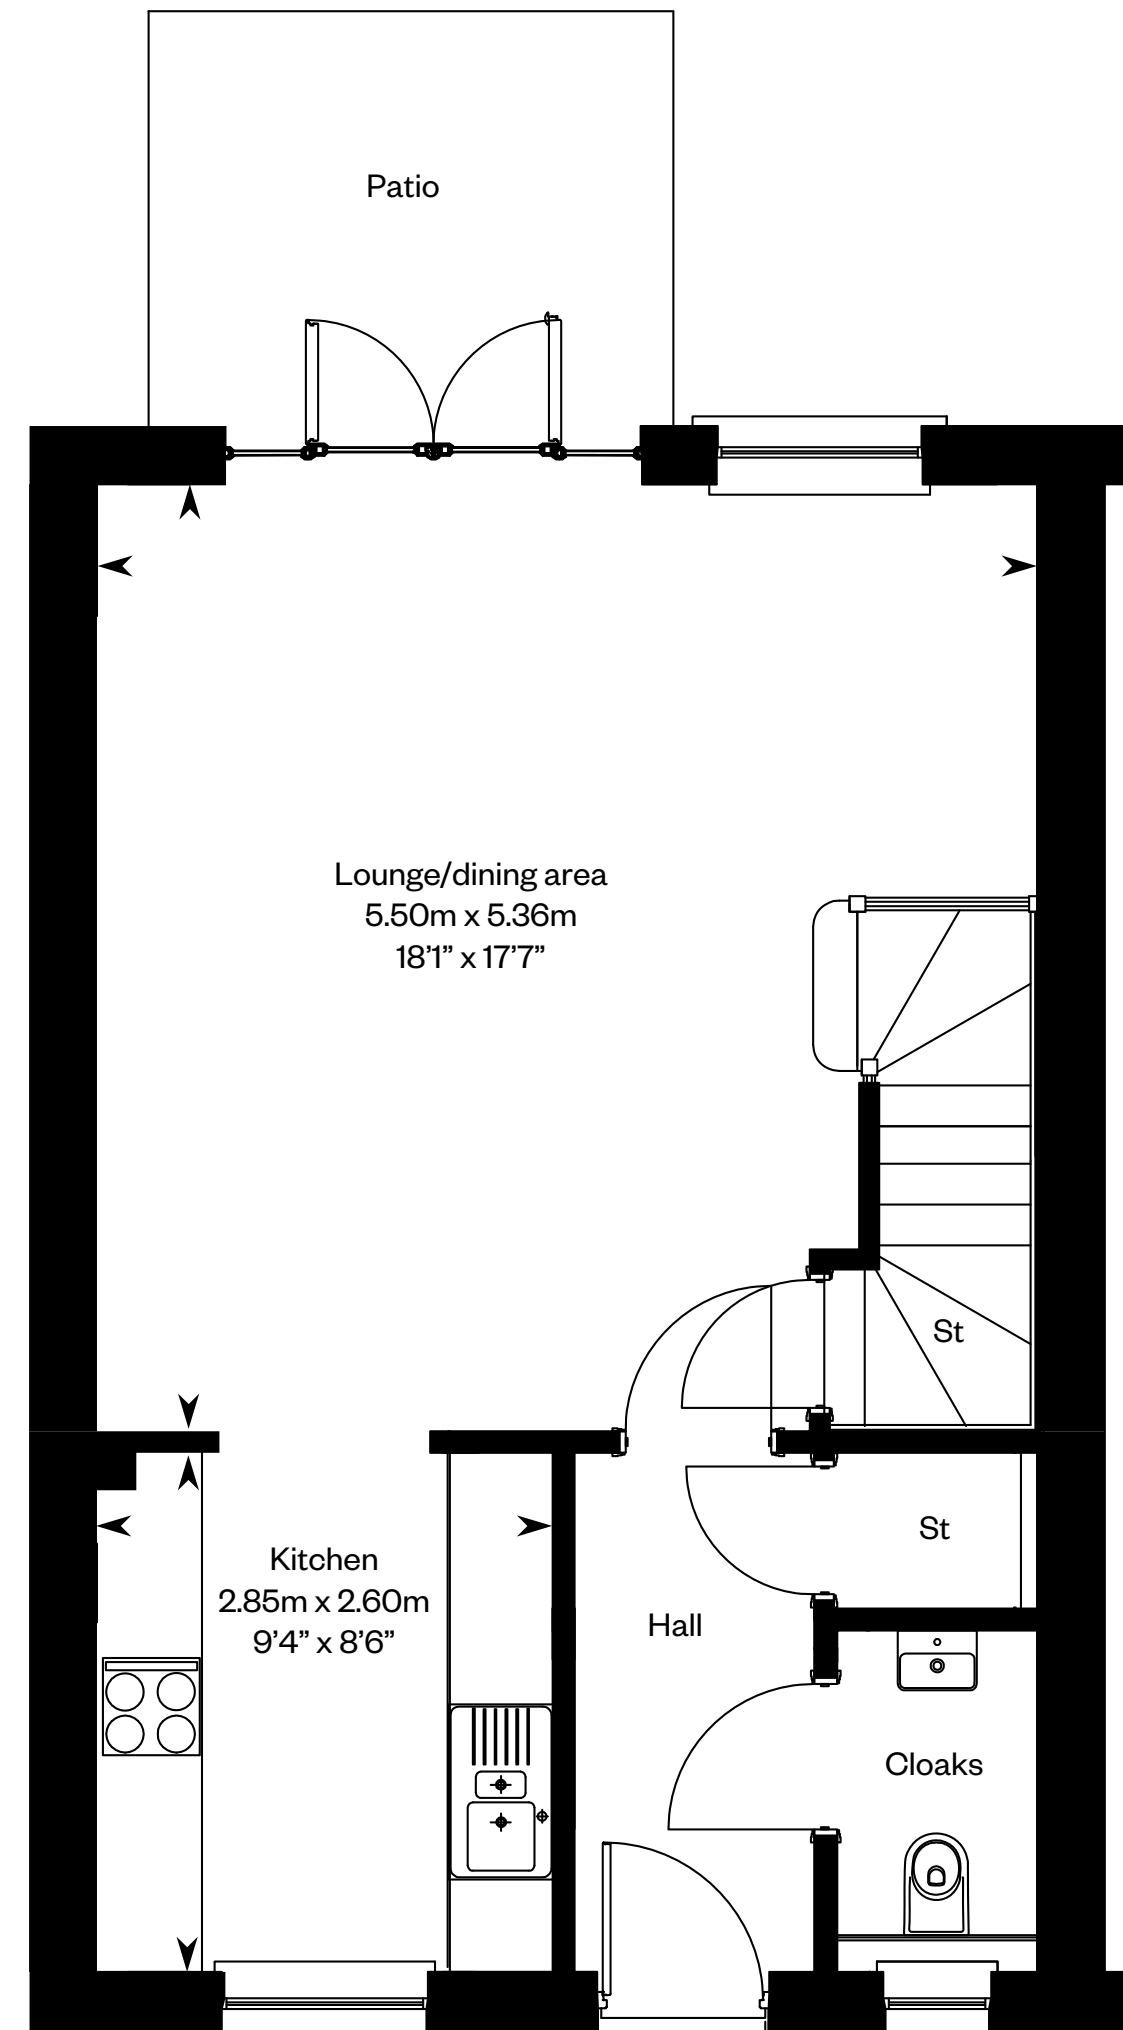 Patio
Lounge/dining area
5.50m x 5.36m
18’1” x 17’7”
St
St
Kitchen
2.85m x 2.60m
9’4” x 8’6”
Hall
Cloaks